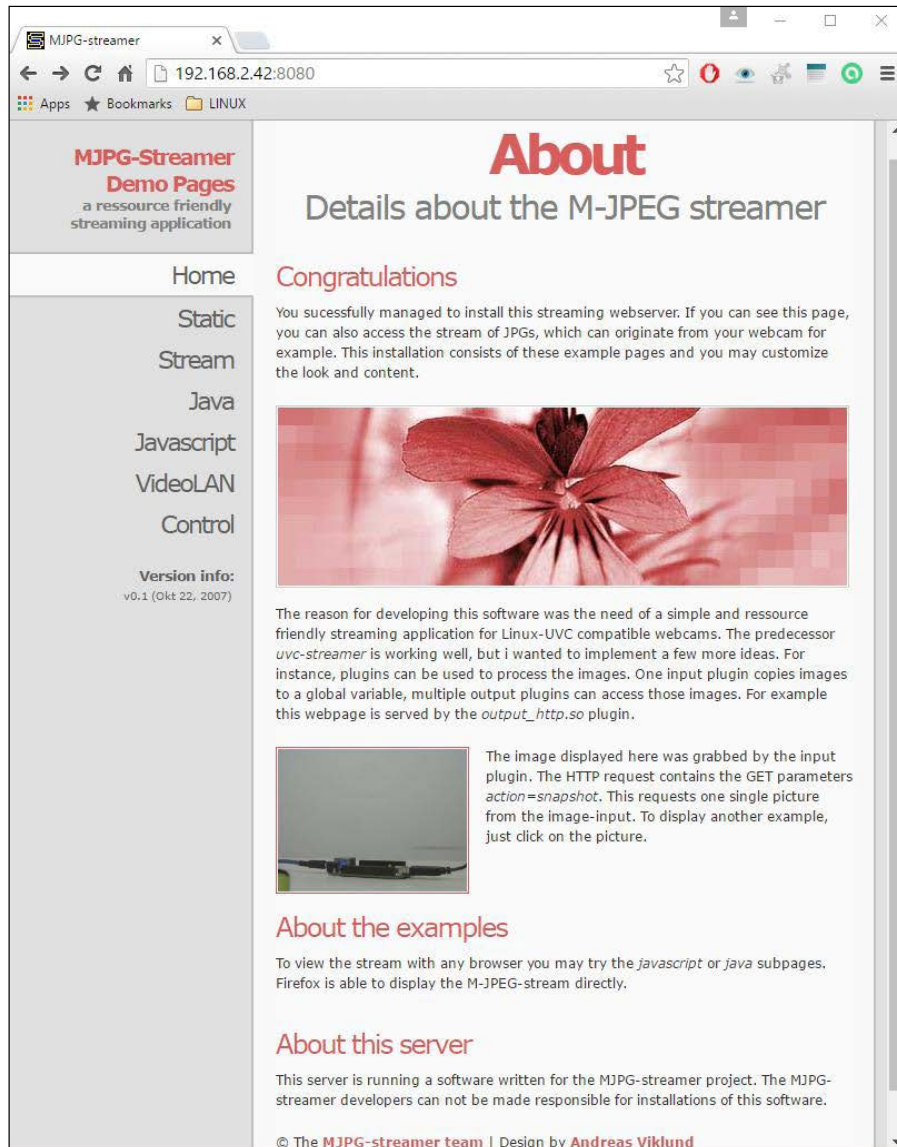 MJPG-streamer
192.168.2.42:8080
Apps
Bookmarks
LINUX
MJPG-Streamer
Demo Pages
a ressource friendly
streaming application
Home
Static
Stream
Java
Javascript
VideoLAN
Control
Version info:
v0.1 (Okt 22, 2007)
About
Details about the M-JPEG streamer
Congratulations
You sucessfully managed to install this streaming webserver. If you can see this page,
you can also access the stream of JPGs, which can originate from your webcam for
example. This installation consists of these example pages and you may customize
the look and content.
The reason for developing this software was the need of a simple and ressource
friendly streaming application for Linux-UVC compatible webcams. The predecessor
uvc-streamer is working well, but i wanted to implement a few more ideas. For
instance, plugins can be used to process the images. One input plugin copies images
to a global variable, multiple output plugins can access those images. For example
this webpage is served by the output_http.so plugin.
The image displayed here was grabbed by the input
plugin. The HTTP request contains the GET parameters
action=snapshot. This requests one single picture
from the image-input. To display another example,
just click on the picture.
About the examples
To view the stream with any browser you may try the javascript or java subpages.
Firefox is able to display the M-JPEG-stream directly.
About this server
This server is running a software written for the MJPG-streamer project. The MJPG-
streamer developers can not be made responsible for installations of this software.
© The MJPG-streamer team | Design by Andreas Viklund